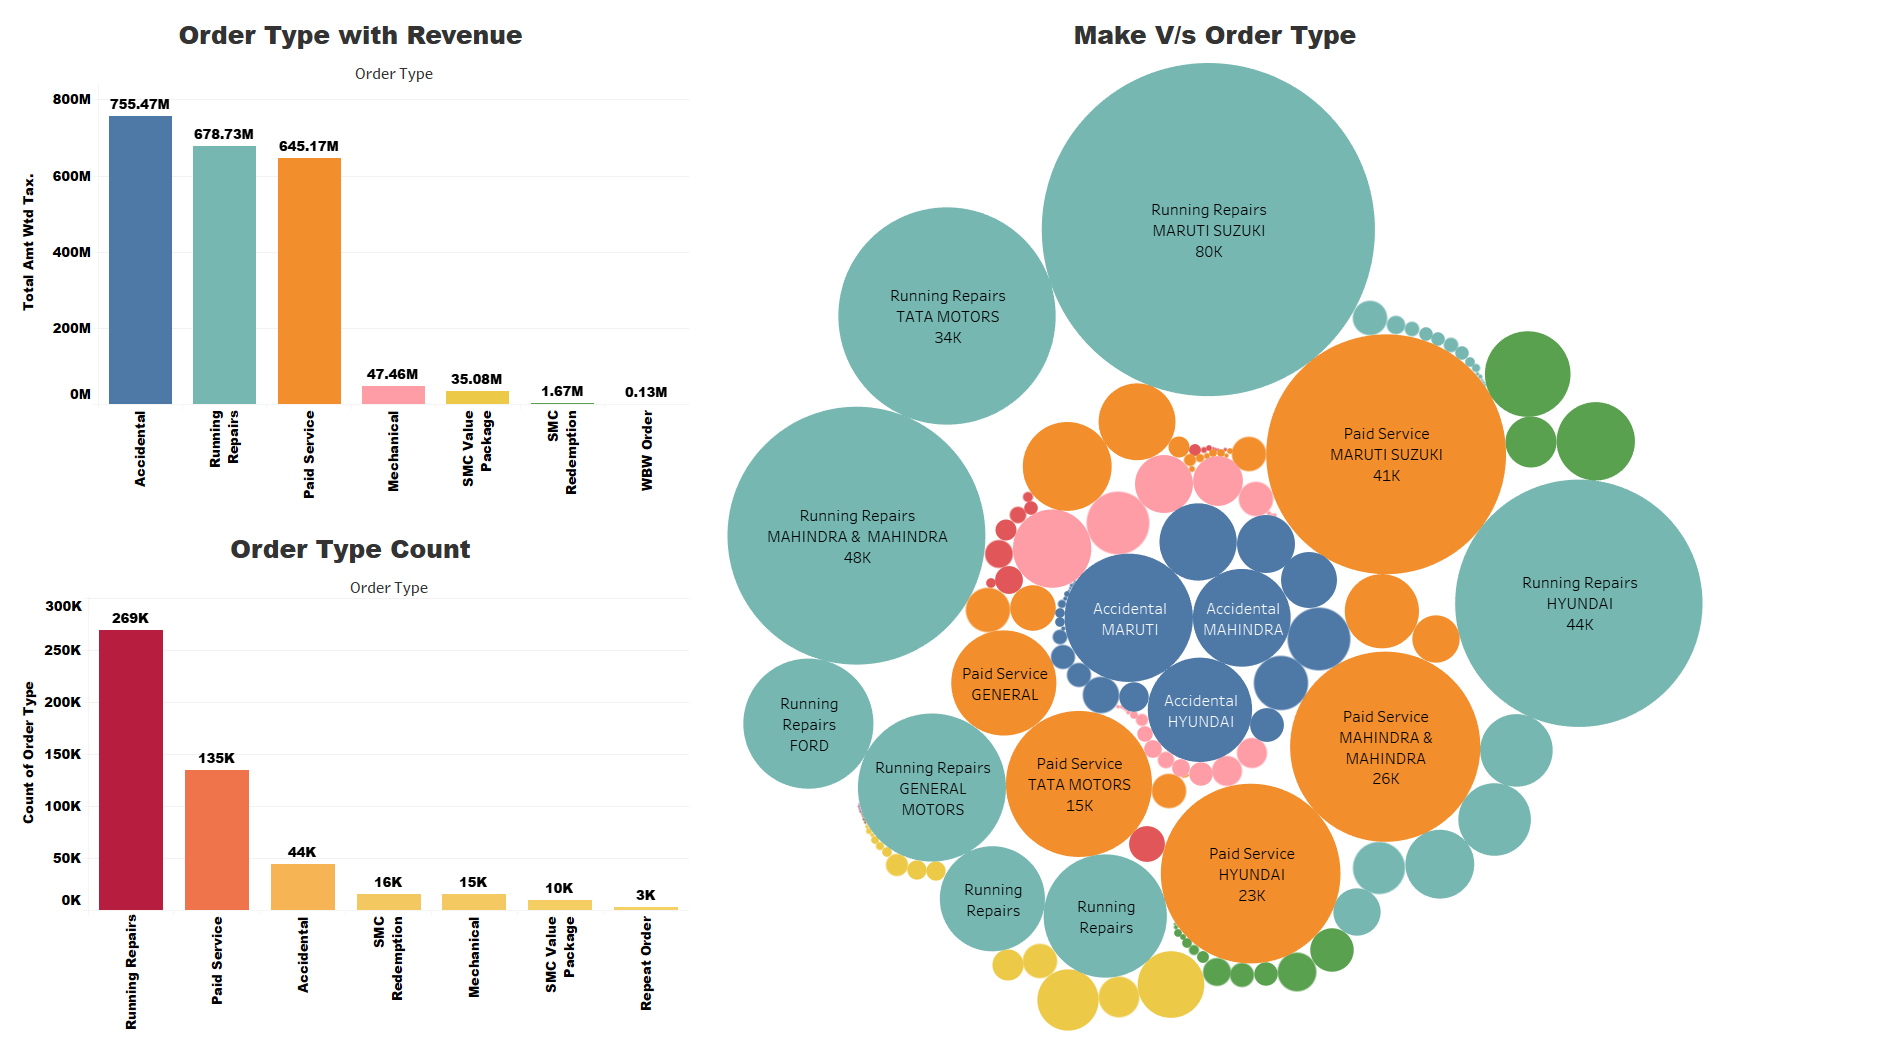 Order Type with Revenue
Order Type
Total Amt Wtd Tax.
800M
600M
400M
200M
0M
755.47M
678.73M
645.17M
47.46M
35.08M
1.67M
0.13M
Accidental
Running
Repairs
Paid Service
Mechanical
SMC Value
Package
SMC
Redemption
WBW Order
Order Type Count
Order Type
Count of Order Type
300K
250K
200K
150K
100K
50K
0K
269K
135K
44K
16K
15K
10K
3K
Running Repairs
Paid Service
Accidental
SMC
Redemption
Mechanical
SMC Value
Package
Repeat Order
Make V/s Order Type
Running Repairs
MARUTI SUZUKI
80K
Running Repairs
TATA MOTORS
34K
Paid Service
MARUTI SUZUKI
41K
Running Repairs
MAHINDRA & MAHINDRA
48K
Running Repairs
HYUNDAI
44K
Accidental
MARUTI
Accidental
MAHINDRA
Paid Service
GENERAL
Accidental
HYUNDAI
Running
Repairs
FORD
Paid Service
MAHINDRA &
MAHINDRA
26K
Running Repairs
GENERAL
MOTORS
Paid Service
TATA MOTORS
15K
Paid Service
HYUNDAI
23K
Running
Repairs
Running
Repairs